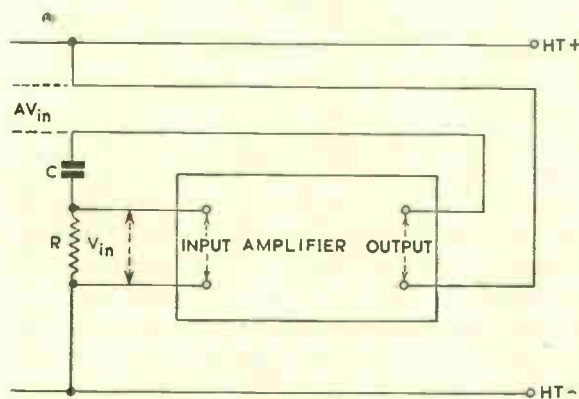 HT+
AVin
C
INPUT AMPLIFIER OUTPUT
R Vin
HT-